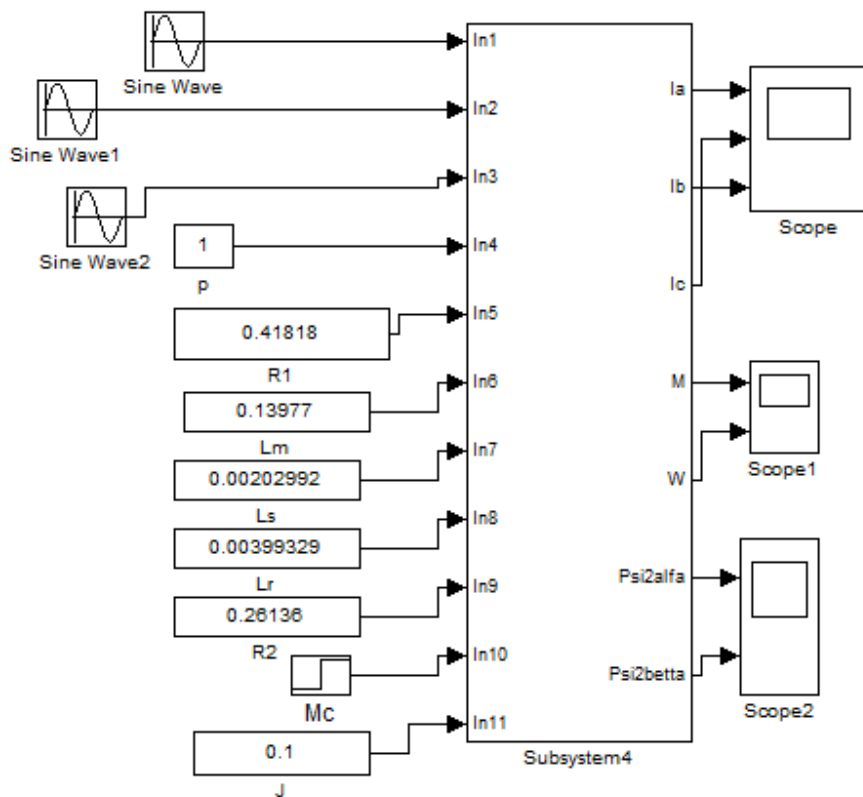 In1
Sine Wave
In2
Sine Wave1
In3
Sine Wave2
1
In4
p
0.41818
In5
R1
0.13977
In6
Lm
0.00202992
In7
Ls
0.00399329
In8
Lr
0.26136
In9
R2
In10
Mc
0.1
In11
J
Subsystem4
Ia
Ib
Ic
M
W
Psi2alfa
Psi2betta
Scope
Scope1
Scope2